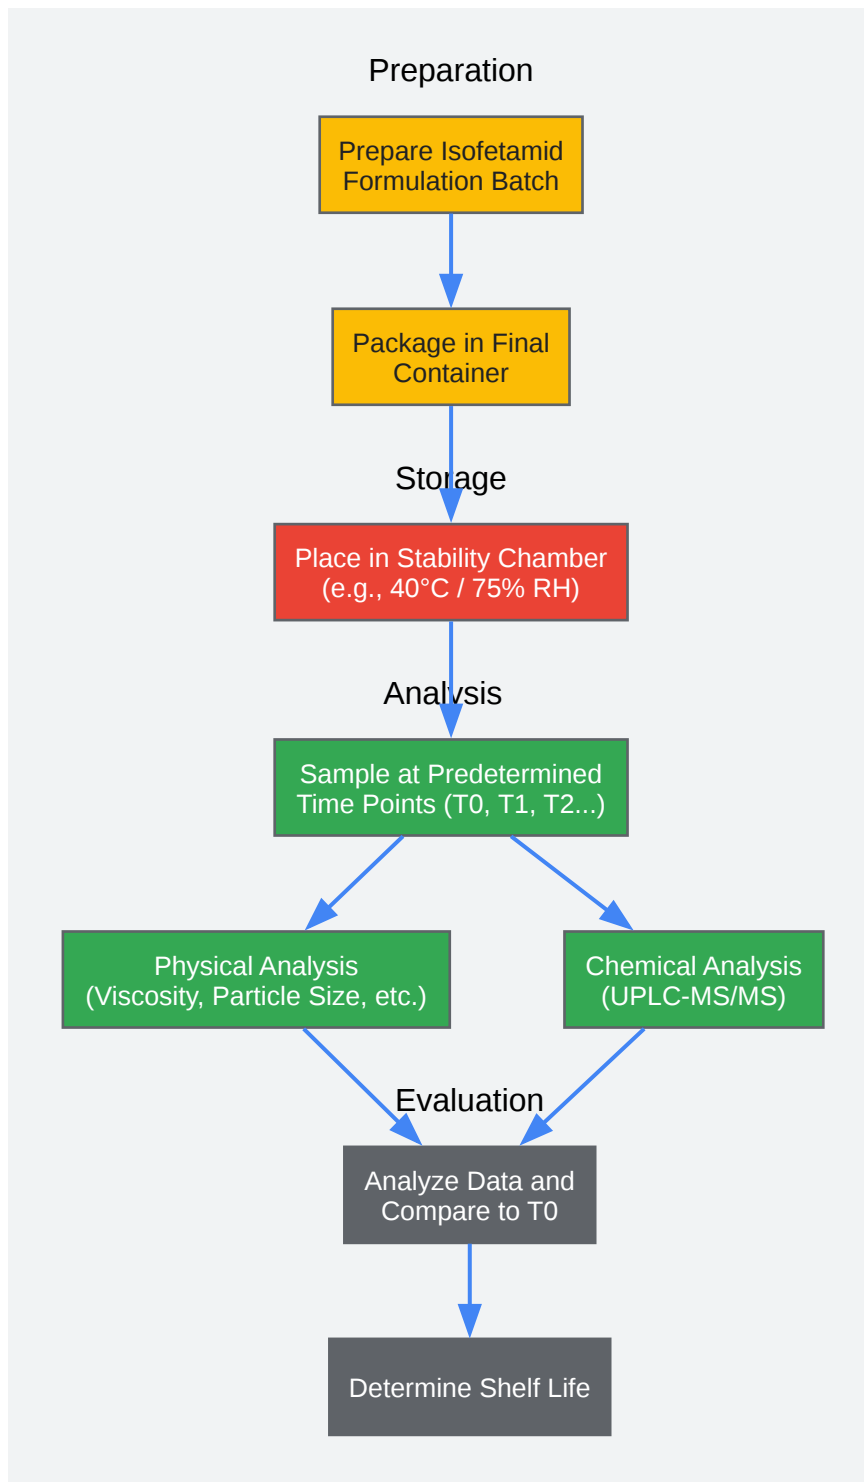 Preparation
Prepare Isofetamid
Formulation Batch
Package in Final
Container
Storage
Place in Stability Chamber
(e.g., 40°C / 75% RH)
Analysis
Sample at Predetermined
Time Points (T0, T1, T2...)
Physical Analysis
(Viscosity, Particle Size, etc.)
Chemical Analysis
(UPLC-MS/MS)
Evaluation
Analyze Data and
Compare to T0
Determine Shelf Life